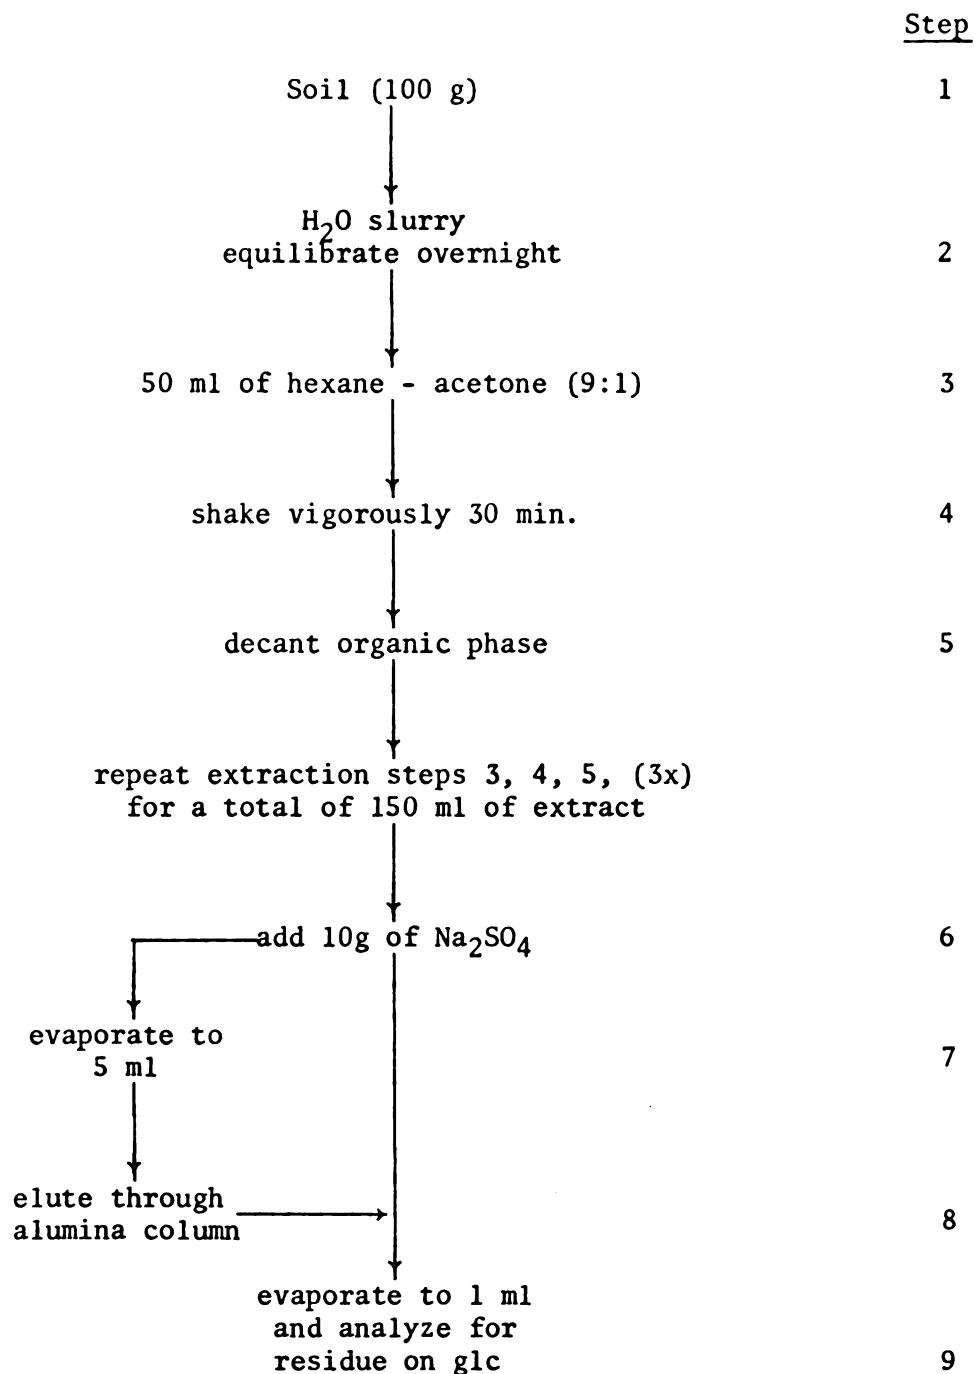 Step
Soil (100 g) 1
H2O slurry
equilibrate overnight 2
50 ml of hexane - acetone (9:1) 3
shake vigorously 30 min. 4
decant organic phase 5
repeat extraction steps 3, 4, 5, (3x)
for a total of 150 ml of extract
add 10g of Na2SO4 6
evaporate to
5 ml 7
elute through
alumina column 8
evaporate to 1 ml
and analyze for
residue on glc 9